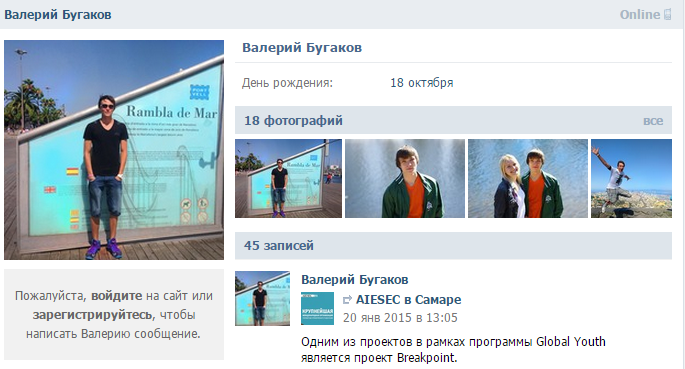 Валерий Бугаков
Online
Валерий Бугаков
День рождения: 18 октября
18 фотографий
все
PORT VELL
Rambla de Mar
45 записей
Пожалуйста, войдите на сайт или
зарегистрируйтесь, чтобы
написать Валерию сообщение.
Валерий Бугаков
AIESEC в Самаре
20 янв 2015 в 13:05
КРУПНЕЙШАЯ
Одним из проектов в рамках программы Global Youth
является проект Breakpoint.